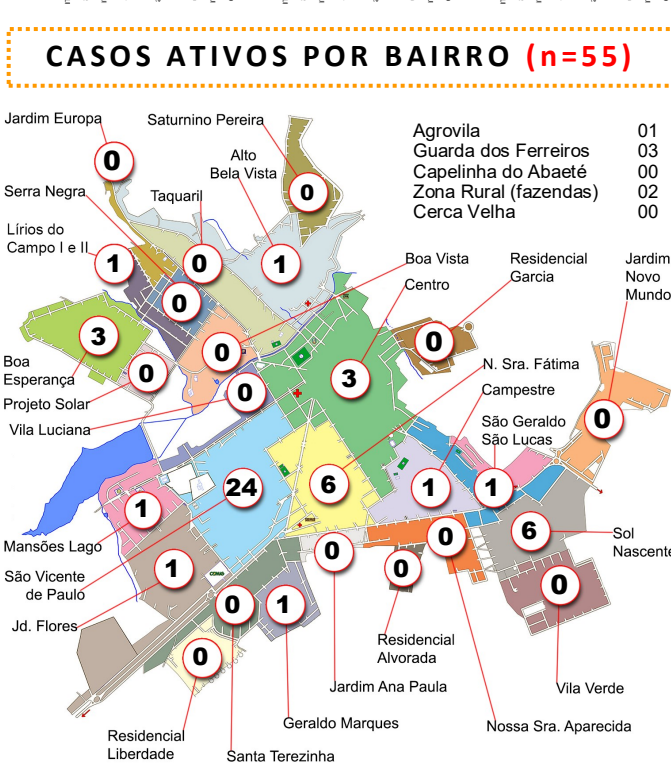 CASOS ATIVOS POR BAIRRO (n=55)
Agrovila 01
Guarda dos Ferreiros 03
Capelinha do Abaeté 00
Zona Rural (fazendas) 02
Cerca Velha 00
Jardim Europa
0
Saturnino Pereira
0
Alto
Bela Vista
1
Serra Negra
0
Taquaril
0
Lírios do
Campo I e II
1
Boa Vista
0
Centro
3
Residencial
Garcia
0
Jardim
Novo
Mundo
0
Boa
Esperança
3
Projeto Solar
0
Vila Luciana
0
N. Sra. Fátima
6
Campestre
1
São Geraldo
São Lucas
1
Mansões Lago
1
São Vicente
de Paulo
24
Jd. Flores
1
Sol
Nascente
6
Residencial
Alvorada
0
Jardim Ana Paula
0
Vila Verde
0
Geraldo Marques
1
Nossa Sra. Aparecida
0
Residencial
Liberdade
0
Santa Terezinha
0